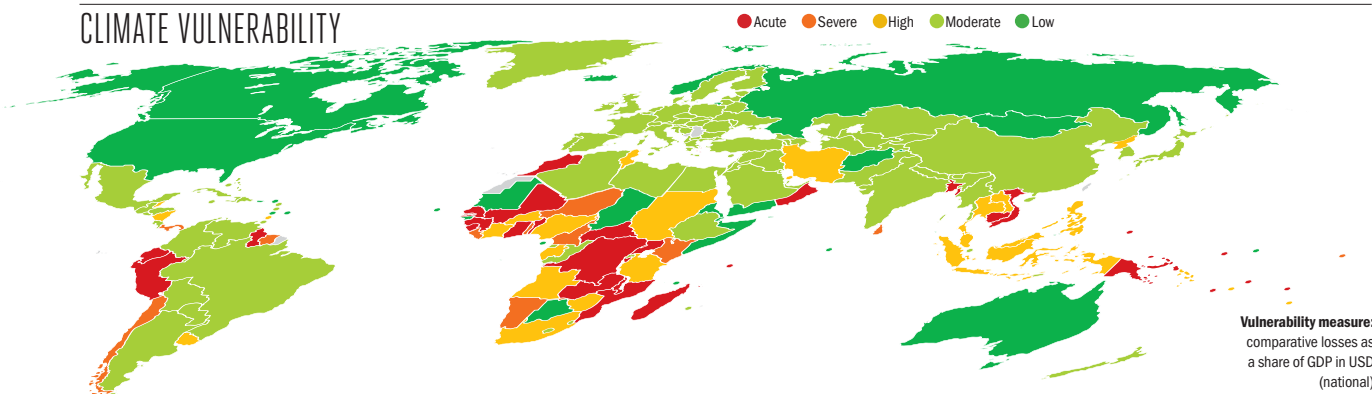 CLIMATE VULNERABILITY
Acute Severe High Moderate Low
Vulnerability measure:
comparative losses as
a share of GDP in USD
(national)